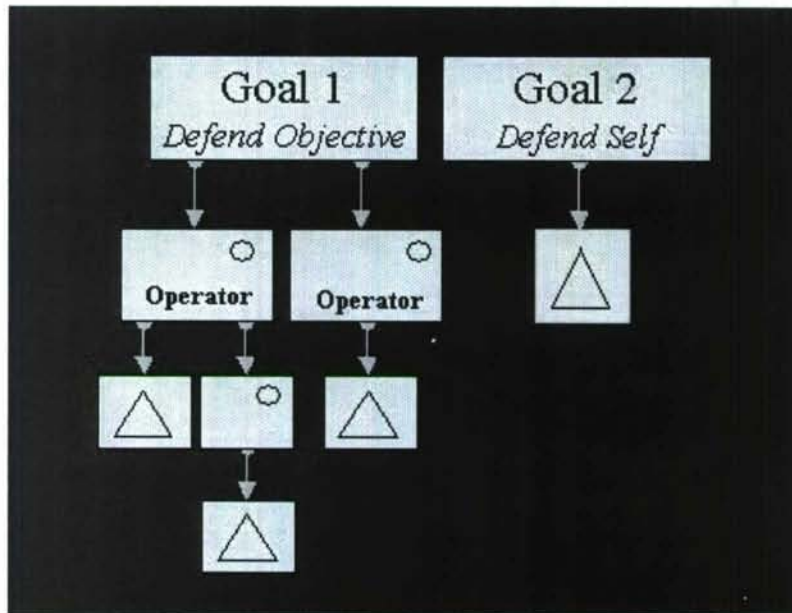 Goal 1
Defend Objective
Goal 2
Defend Self
Operator
Operator